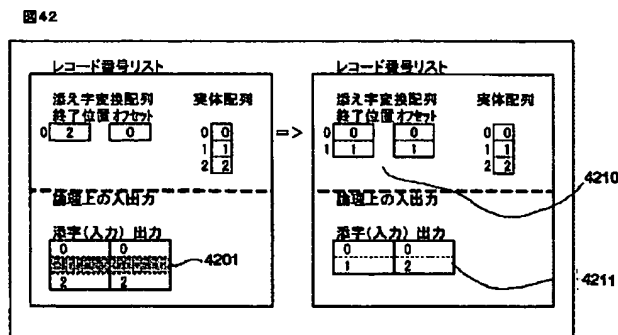 図42
レコード番号リスト
添え字変換配列 実体配列
終了位置 オフセット
0 2 0
0 0
1 1
2 2
論理上の入出力
添字(入力) 出力
0 0
2 2
4201
=>
レコード番号リスト
添え字変換配列 実体配列
終了位置 オフセット
0 0 0
1 1 1
0 0
1 1
2 2
4210
論理上の入出力
添字(入力) 出力
0 0
1 2
4211